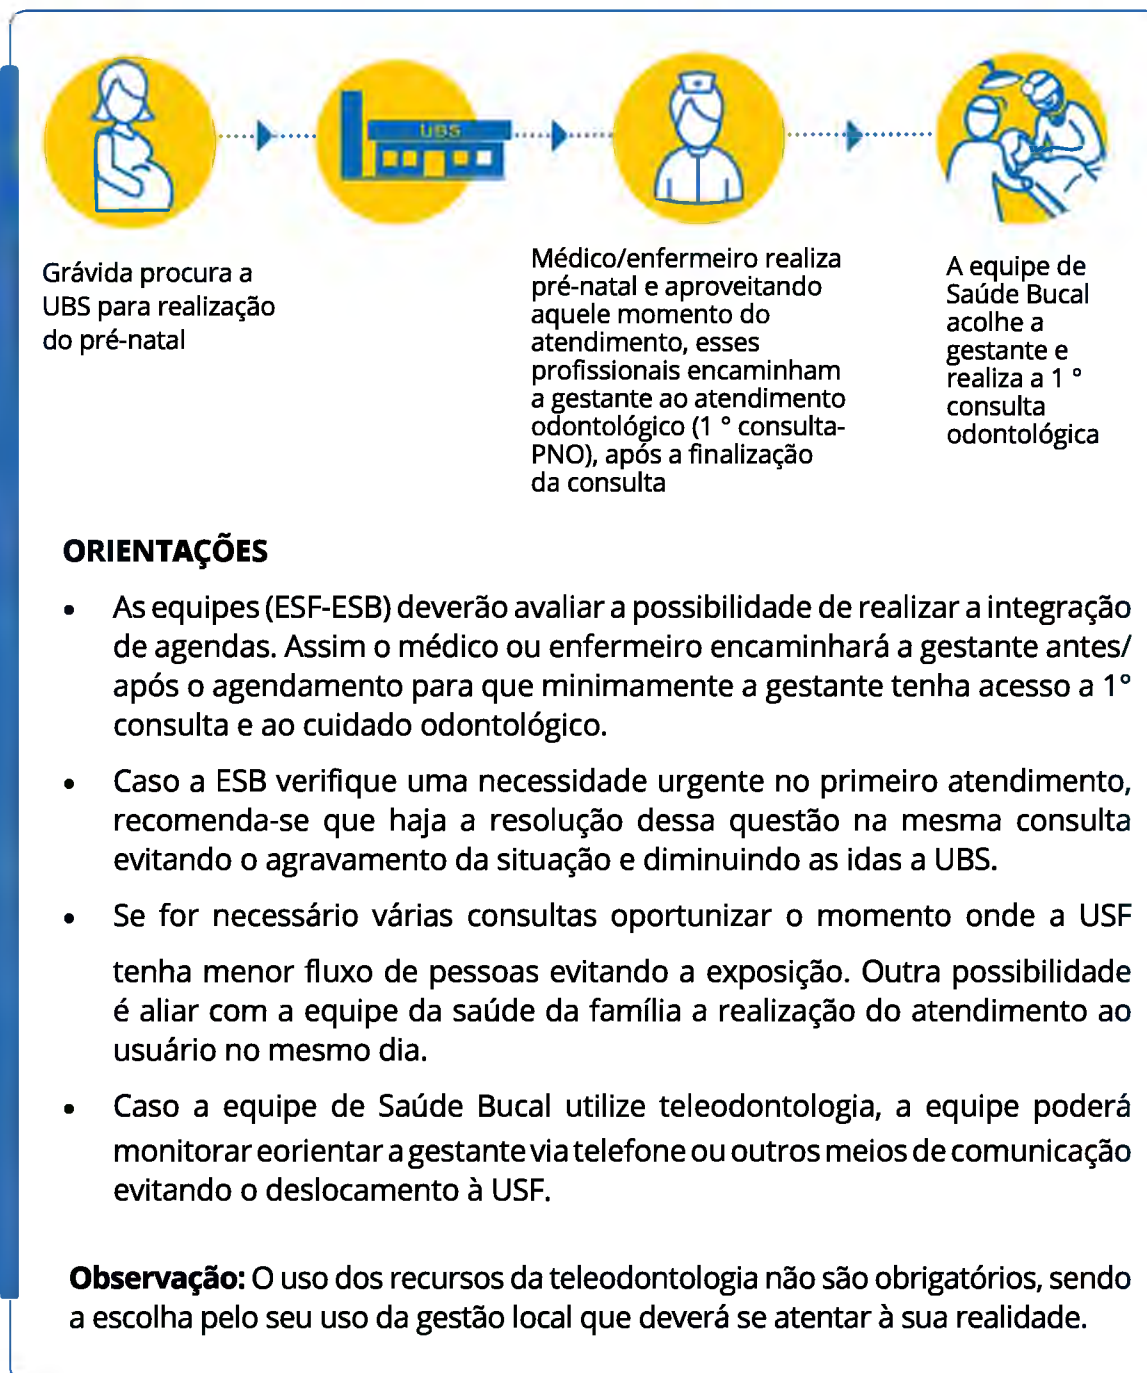 UBS
Grávida procura a
UBS para realização
do pré-natal
Médico/enfermeiro realiza
pré-natal e aproveitando
aquele momento do
atendimento, esses
profissionais encaminham
a gestante ao atendimento
odontológico (1 ° consulta-
PNO), após a finalização
da consulta
A equipe de
Saúde Bucal
acolhe a
gestante e
realiza a 1 °
consulta
odontológica
ORIENTAÇÕES
• As equipes (ESF-ESB) deverão avaliar a possibilidade de realizar a integração
de agendas. Assim o médico ou enfermeiro encaminhará a gestante antes/
após o agendamento para que minimamente a gestante tenha acesso a 1°
consulta e ao cuidado odontológico.
• Caso a ESB verifique uma necessidade urgente no primeiro atendimento,
recomenda-se que haja a resolução dessa questão na mesma consulta
evitando o agravamento da situação e diminuindo as idas a UBS.
• Se for necessário várias consultas oportunizar o momento onde a USF
tenha menor fluxo de pessoas evitando a exposição. Outra possibilidade
é aliar com a equipe da saúde da família a realização do atendimento ao
usuário no mesmo dia.
• Caso a equipe de Saúde Bucal utilize teleodontologia, a equipe poderá
monitorar eorientar a gestante via telefone ou outros meios de comunicação
evitando o deslocamento à USF.
Observação: O uso dos recursos da teleodontologia não são obrigatórios, sendo
a escolha pelo seu uso da gestão local que deverá se atentar à sua realidade.